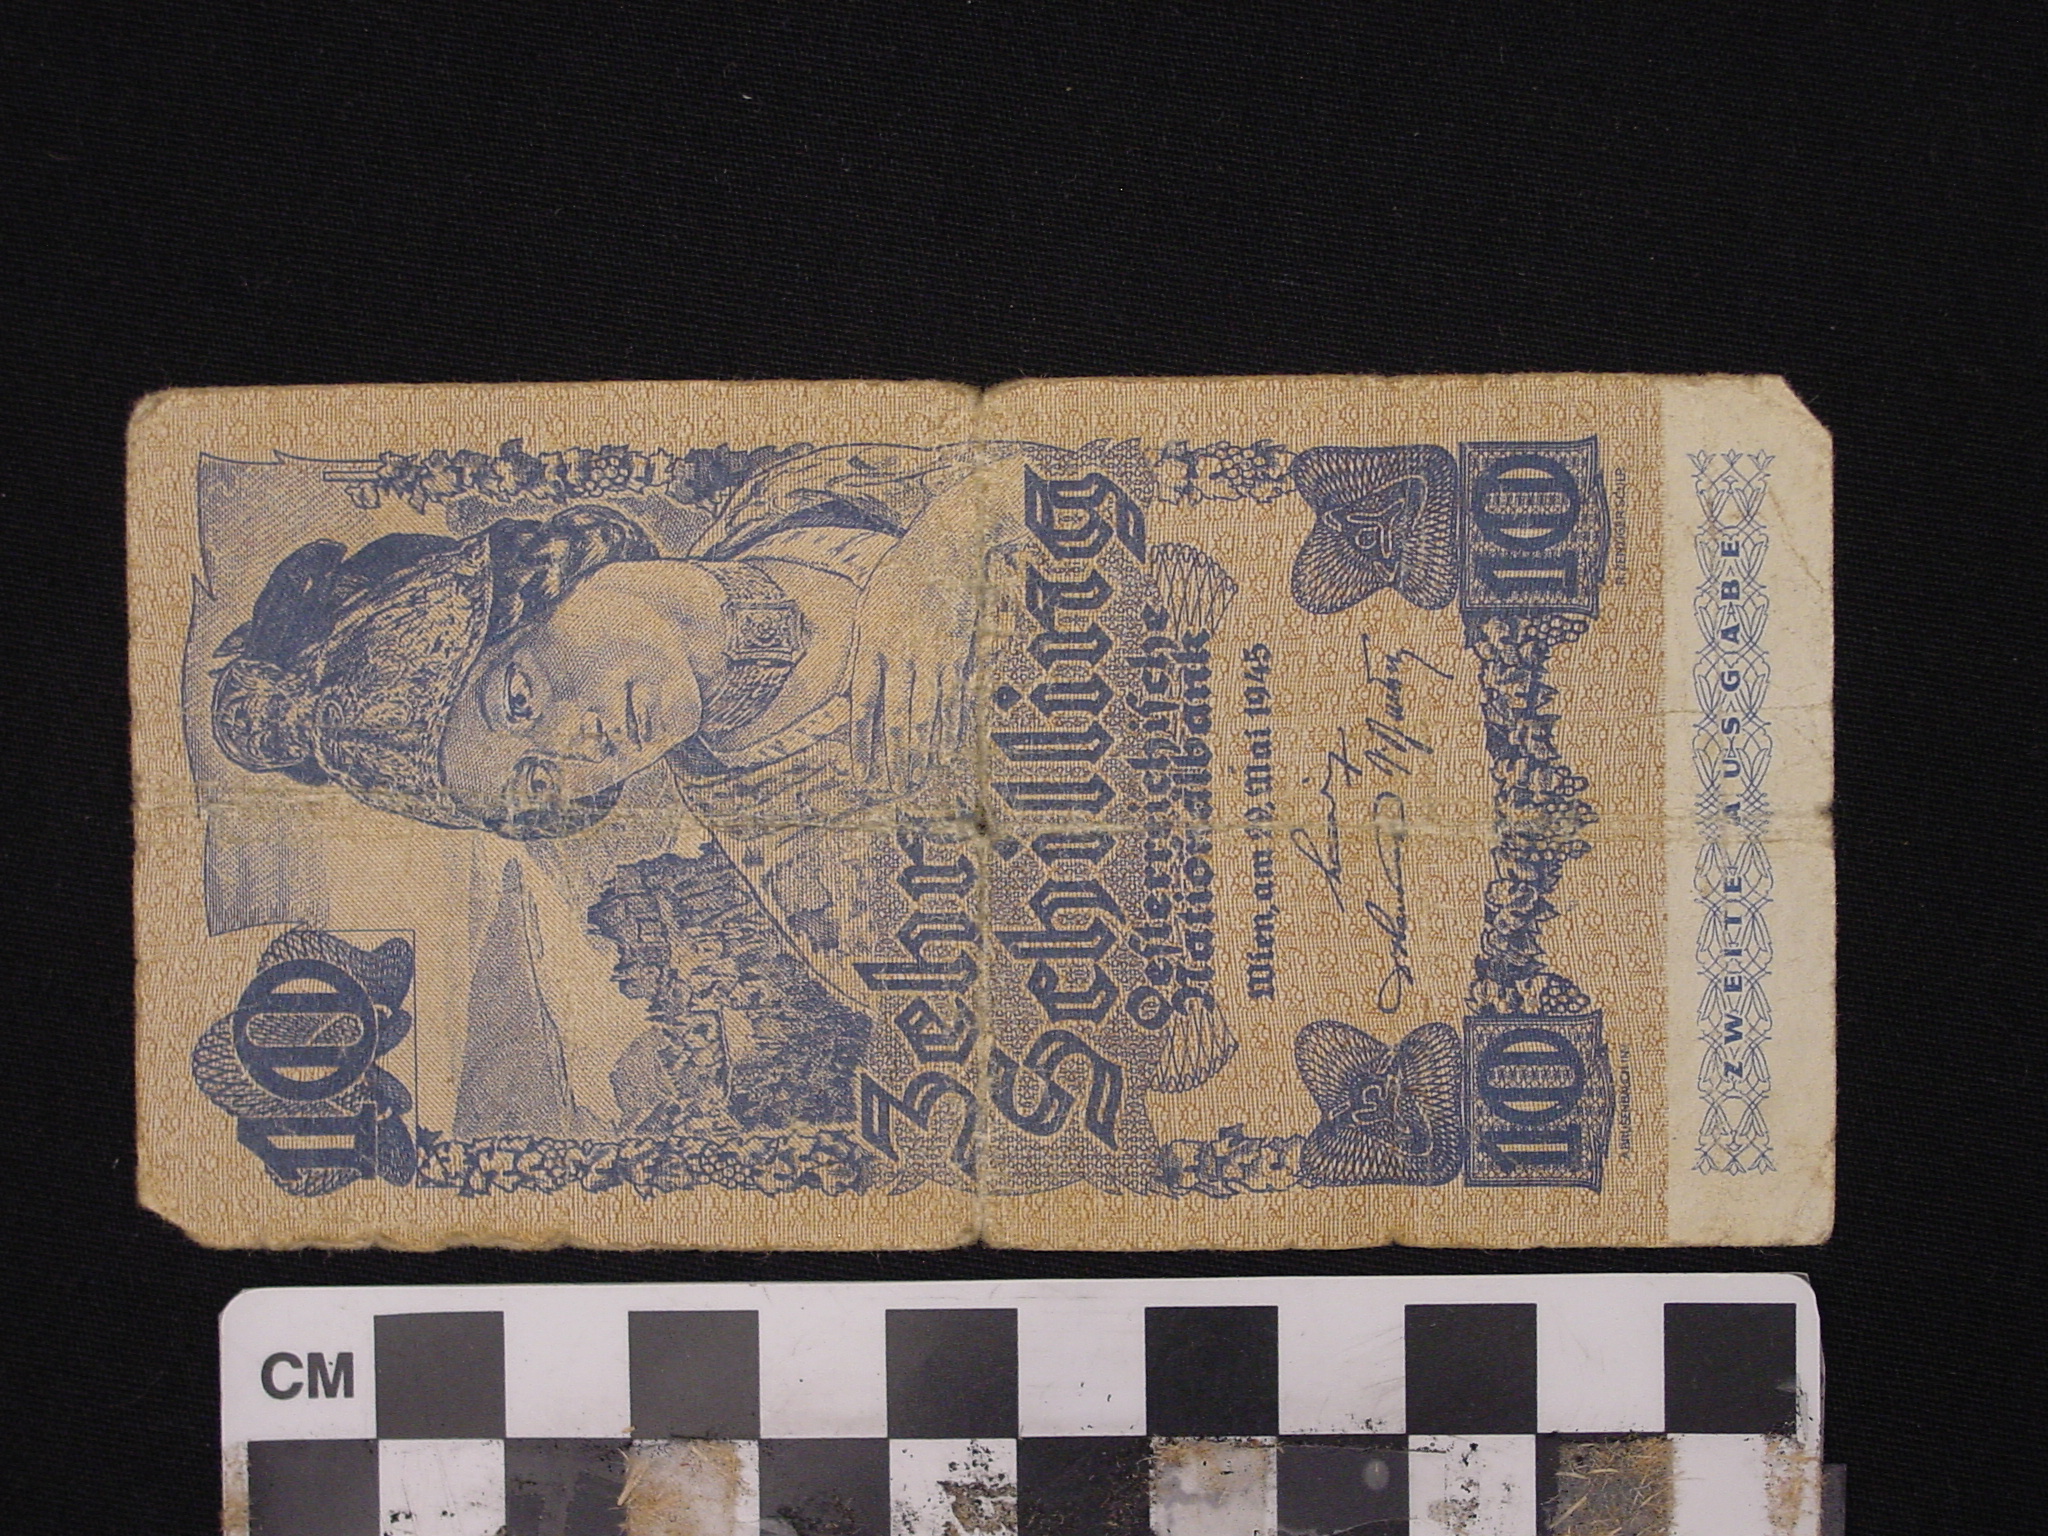 10
Zehn
Schilling
Oesterreichische
Nationalbank
Wien, am 29. Mai 1945
10
10
ZWEITE AUSGABE
CM